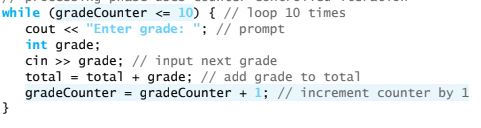 while (gradeCounter <= 10) { // loop 10 times
   cout << "Enter grade: "; // prompt
   int grade;
   cin >> grade; // input next grade
   total = total + grade; // add grade to total
   gradeCounter = gradeCounter + 1; // increment counter by 1
}